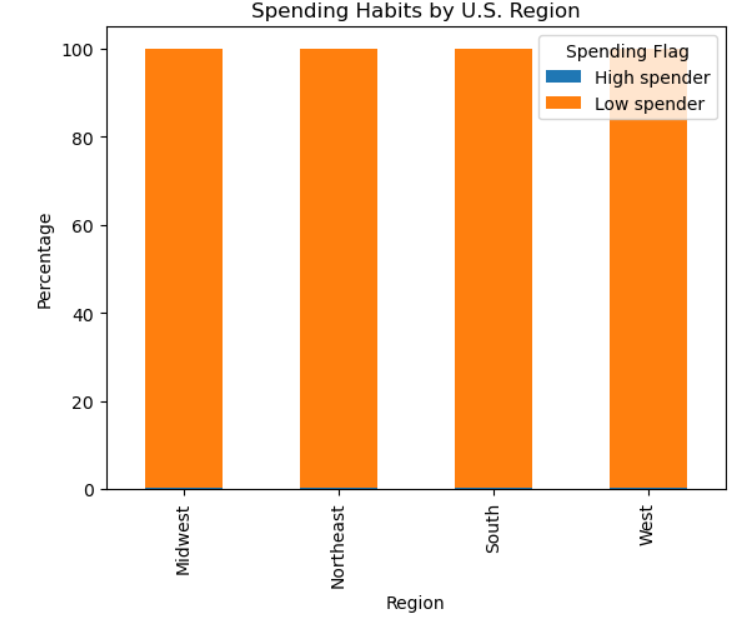 Spending Habits by U.S. Region
Spending Flag
High spender
Low spender
Percentage
100
80
60
40
20
0
Midwest
Northeast
South
West
Region